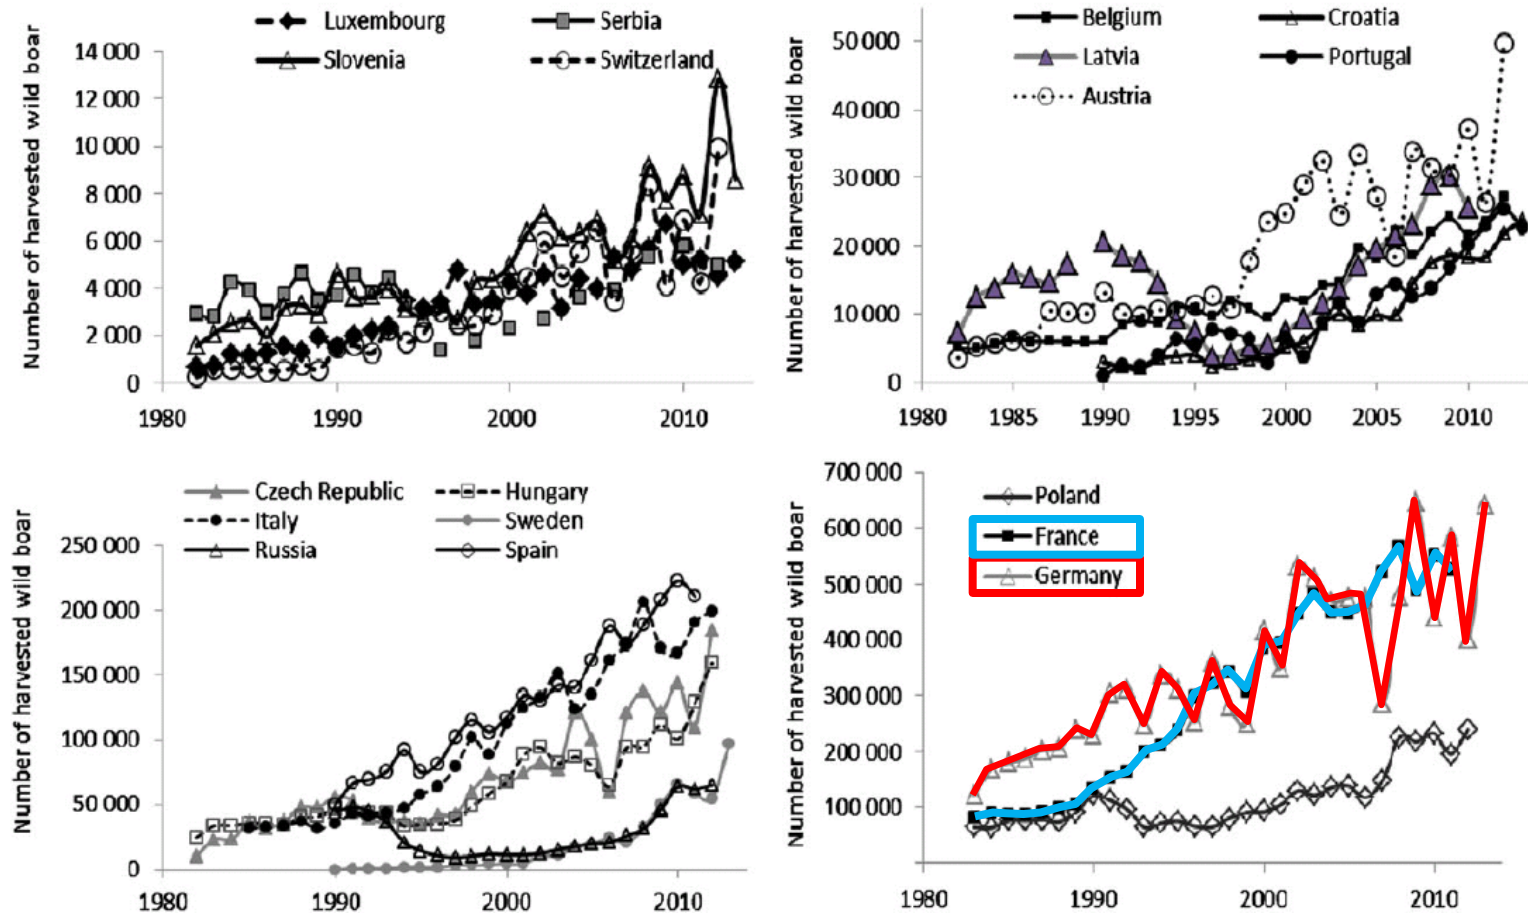 Luxembourg Serbia
Slovenia Switzerland
Number of harvested wild boar
14 000
12 000
10 000
8 000
6 000
4 000
2 000
0
1980 1990 2000 2010
Belgium Croatia
Latvia Portugal
Austria
Number of harvested wild boar
50 000
40 000
30 000
20 000
10 000
0
1980 1985 1990 1995 2000 2005 2010
Czech Republic Hungary
Italy Sweden
Russia Spain
Number of harvested wild boar
250 000
200 000
150 000
100 000
50 000
0
1980 1990 2000 2010
Poland
France
Germany
Number of harvested wild boar
700 000
600 000
500 000
400 000
300 000
200 000
100 000
1980 1990 2000 2010